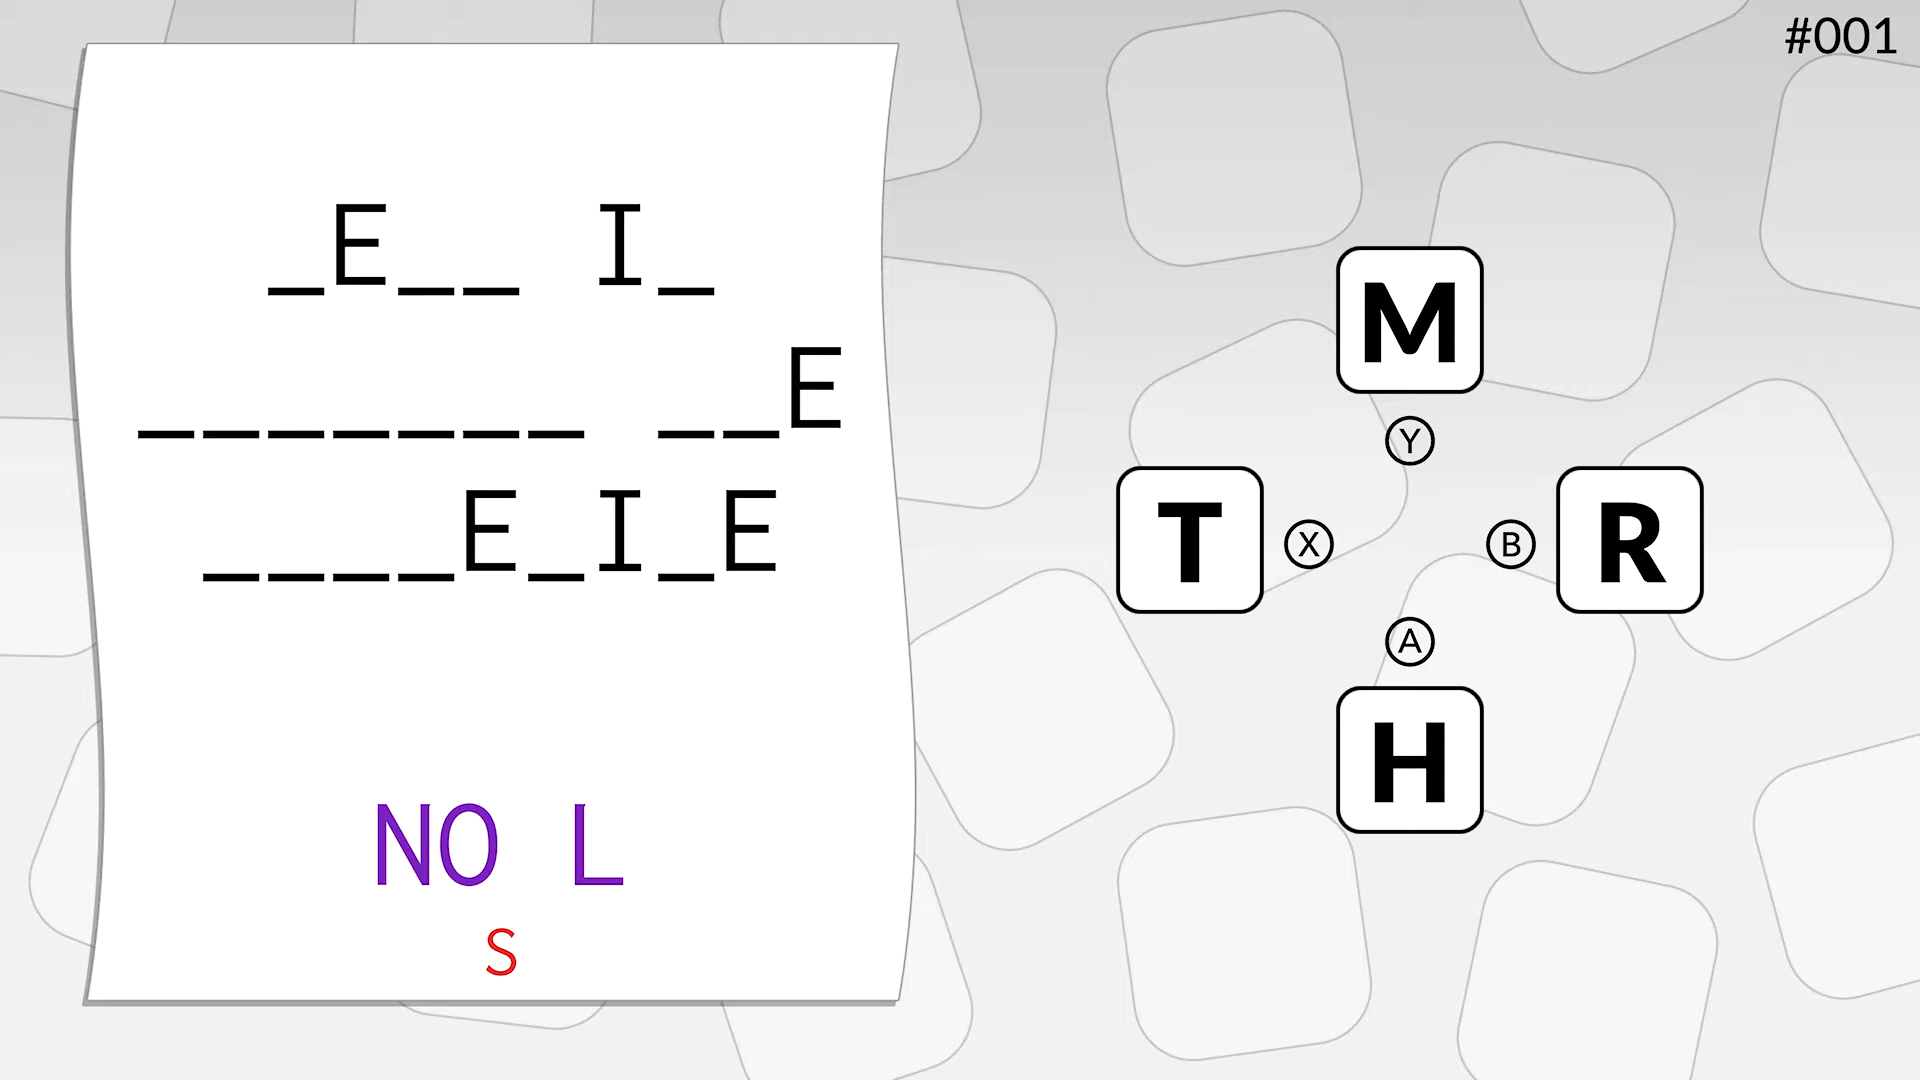 #001
_E__ I_
_______ __E
____E_I_E
NO L
S
M
Y
T X B R
A
H